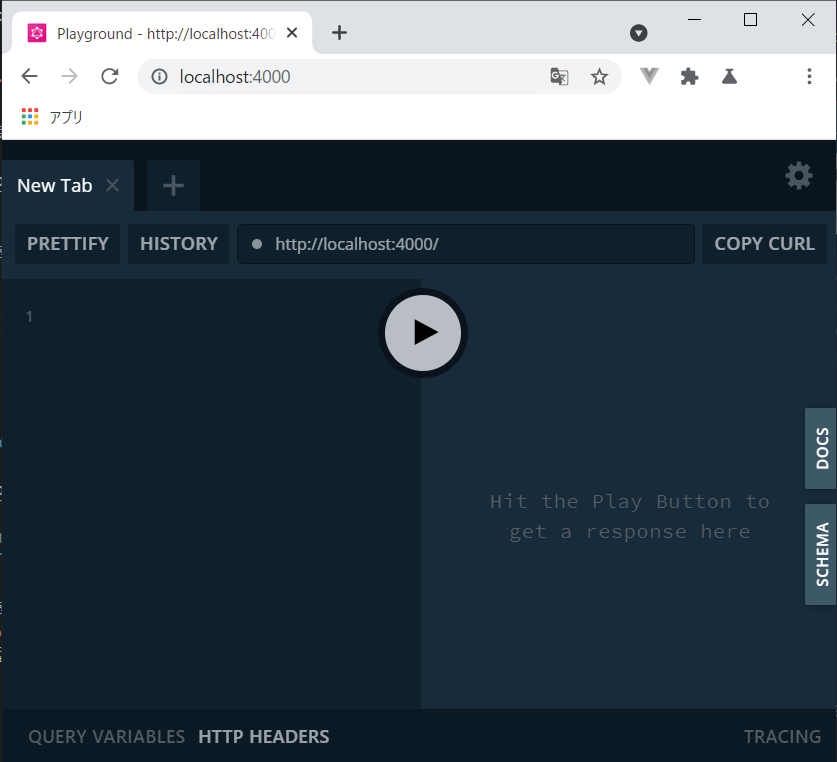 Playground - http://localhost:400
localhost:4000
アプリ
New Tab
PRETTIFY
HISTORY
http://localhost:4000/
COPY CURL
1
DOCS
Hit the Play Button to
get a response here
SCHEMA
QUERY VARIABLES
HTTP HEADERS
TRACING